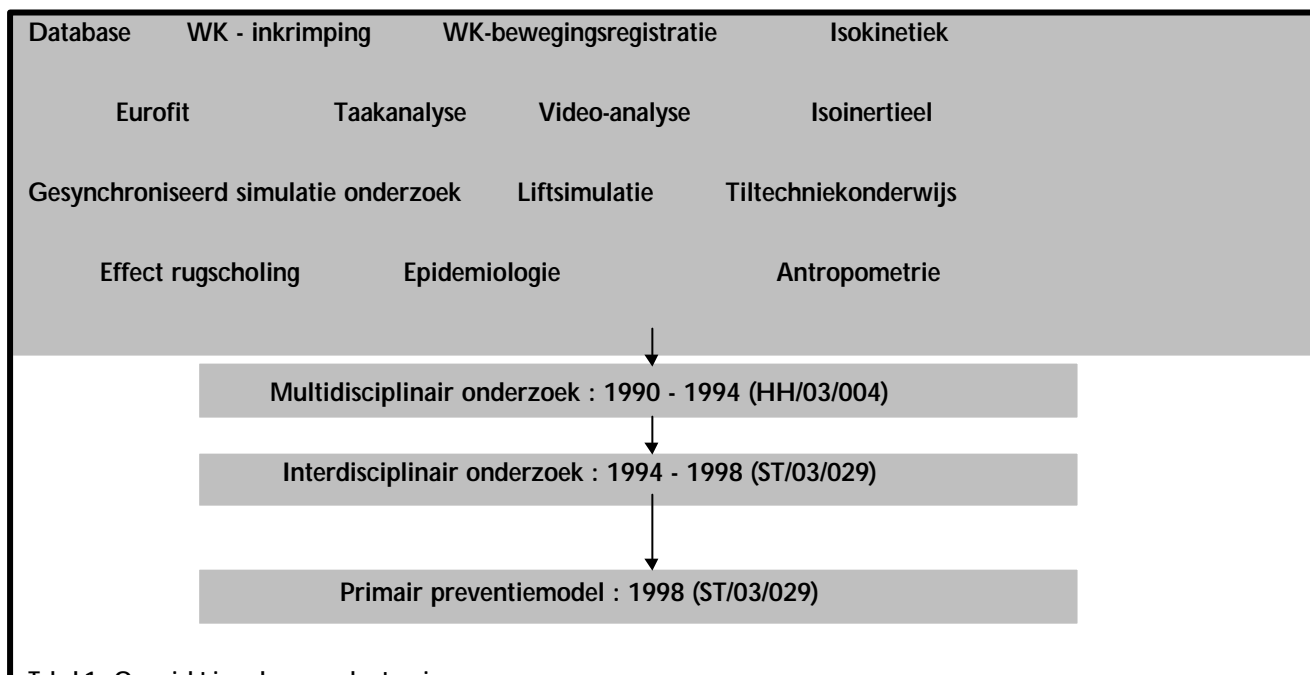 Database WK - inkrimping WK-bewegingsregistratie Isokinetiek
Eurofit Taakanalyse Video-analyse Isoinertieel
Gesynchroniseerd simulatie onderzoek Liftsimulatie Tiltechniekonderwijs
Effect rugscholing Epidemiologie Antropometrie
Multidisciplinair onderzoek : 1990 - 1994 (HH/03/004)
Interdisciplinair onderzoek : 1994 - 1998 (ST/03/029)
Primair preventiemodel : 1998 (ST/03/029)